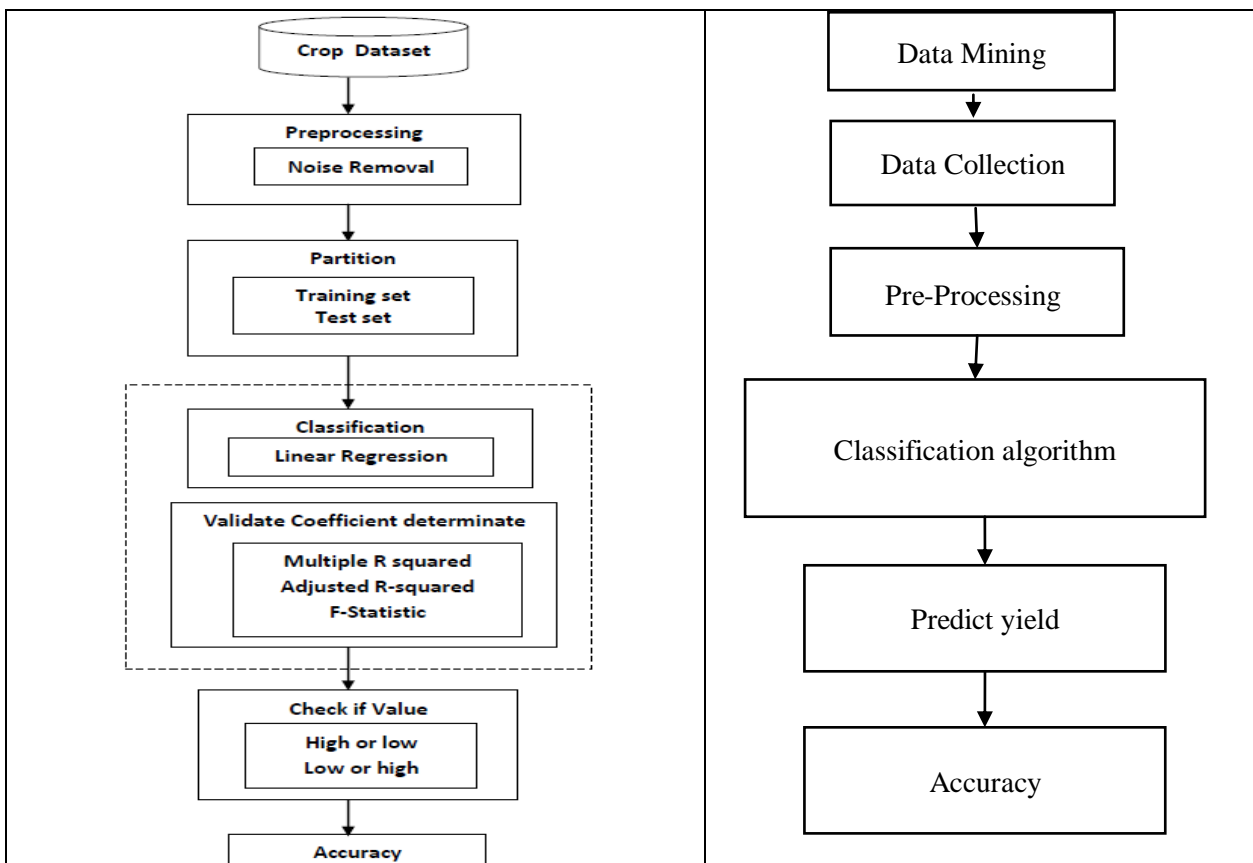 Crop Dataset
Preprocessing
Noise Removal
Partition
Training set
Test set
Classification
Linear Regression
Validate Coefficient determinate
Multiple R squared
Adjusted R-squared
F-Statistic
Check if Value
High or low
Low or high
Accuracy
Data Mining
Data Collection
Pre-Processing
Classification algorithm
Predict yield
Accuracy